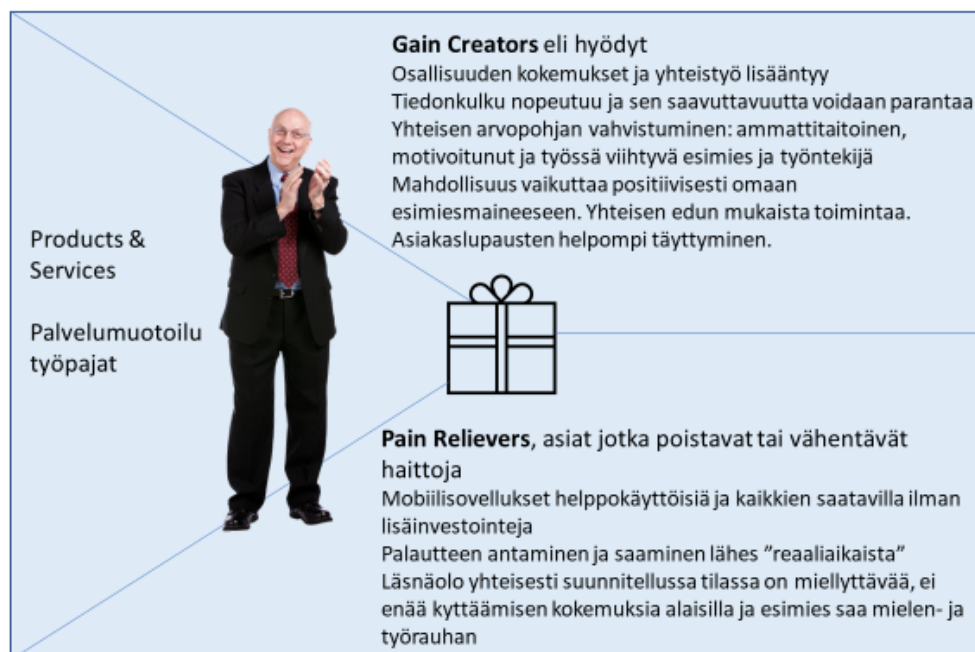 Gain Creators eli hyödyt
Osallisuuden kokemukset ja yhteistyö lisääntyy
Tiedonkulku nopeutuu ja sen saavuttavuutta voidaan parantaa
Yhteisen arvopohjan vahvistuminen: ammattitaitoinen,
motivoitunut ja työssä viihtyvä esimies ja työntekijä
Mahdollisuus vaikuttaa positiivisesti omaan
esimiesmaineeseen. Yhteisen edun mukaista toimintaa.
Asiakaslupausten helpompi täyttyminen.
Products &
Services
Palvelumuotoilu
työpajat
Pain Relievers, asiat jotka poistavat tai vähentävät
haittoja
Mobiilisovellukset helppokäyttöisiä ja kaikkien saatavilla ilman
lisäinvestointeja
Palautteen antaminen ja saaminen lähes ”reaaliaikaista”
Läsnäolo yhteisesti suunnitellussa tilassa on miellyttävää, ei
enää kyttäämisen kokemuksia alaisilla ja esimies saa mielen- ja
työrauhan